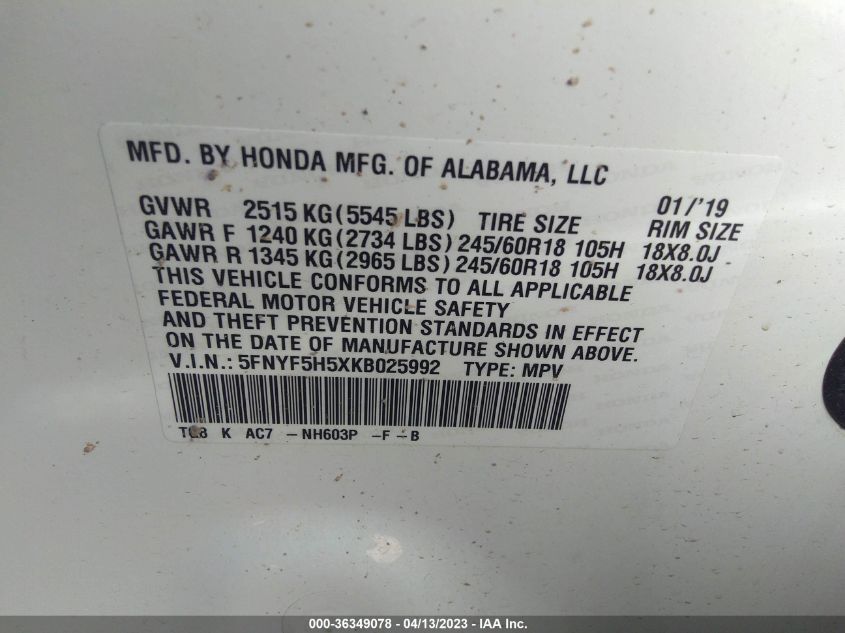 MFD. BY HONDA MFG. OF ALABAMA, LLC
01/'19
GVWR 2515 KG(5545 LBS) TIRE SIZE RIM SIZE
GAWR F 1240 KG(2734 LBS) 245/60R18 105H 18X8.0J
GAWR R 1345 KG(2965 LBS) 245/60R18 105H 18X8.0J
THIS VEHICLE CONFORMS TO ALL APPLICABLE
FEDERAL MOTOR VEHICLE SAFETY
AND THEFT PREVENTION STANDARDS IN EFFECT
ON THE DATE OF MANUFACTURE SHOWN ABOVE.
V.I.N.: 5FNYF5H5XKB025992 TYPE: MPV
K AC7 -NH603P -F-B
000-36349078 - 04/13/2023 - IAA Inc.